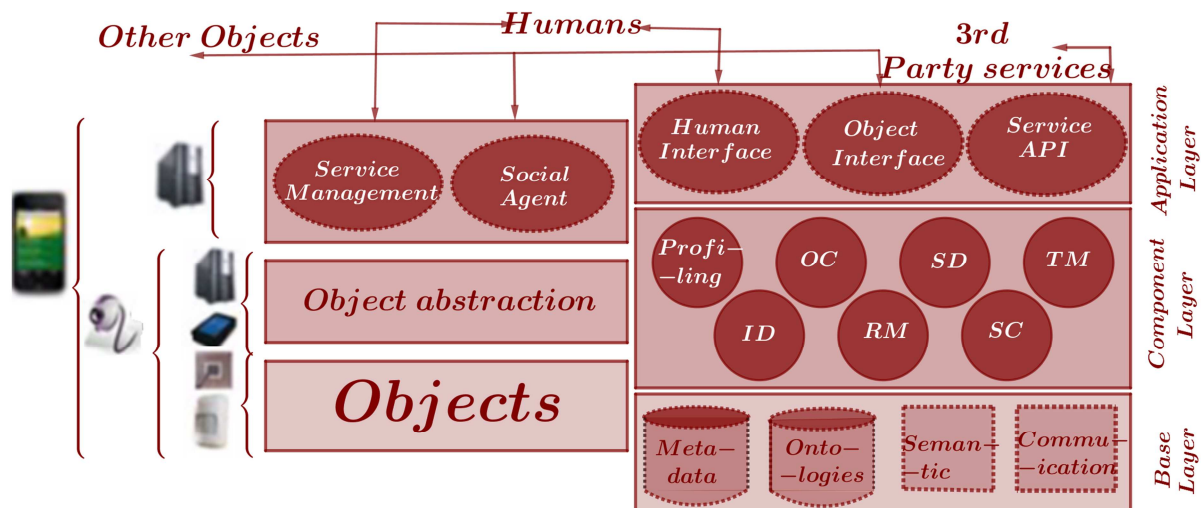 Other Objects
Humans
3rd
Party services
Service
Management
Social
Agent
Object abstraction
Objects
Human
Interface
Object
Interface
Service
API
Application
Layer
Profi-
-ling
OC
SD
TM
ID
RM
SC
Component
Layer
Meta-
data
Onto-
-logies
Seman-
-tic
Commu-
-ication
Base
Layer